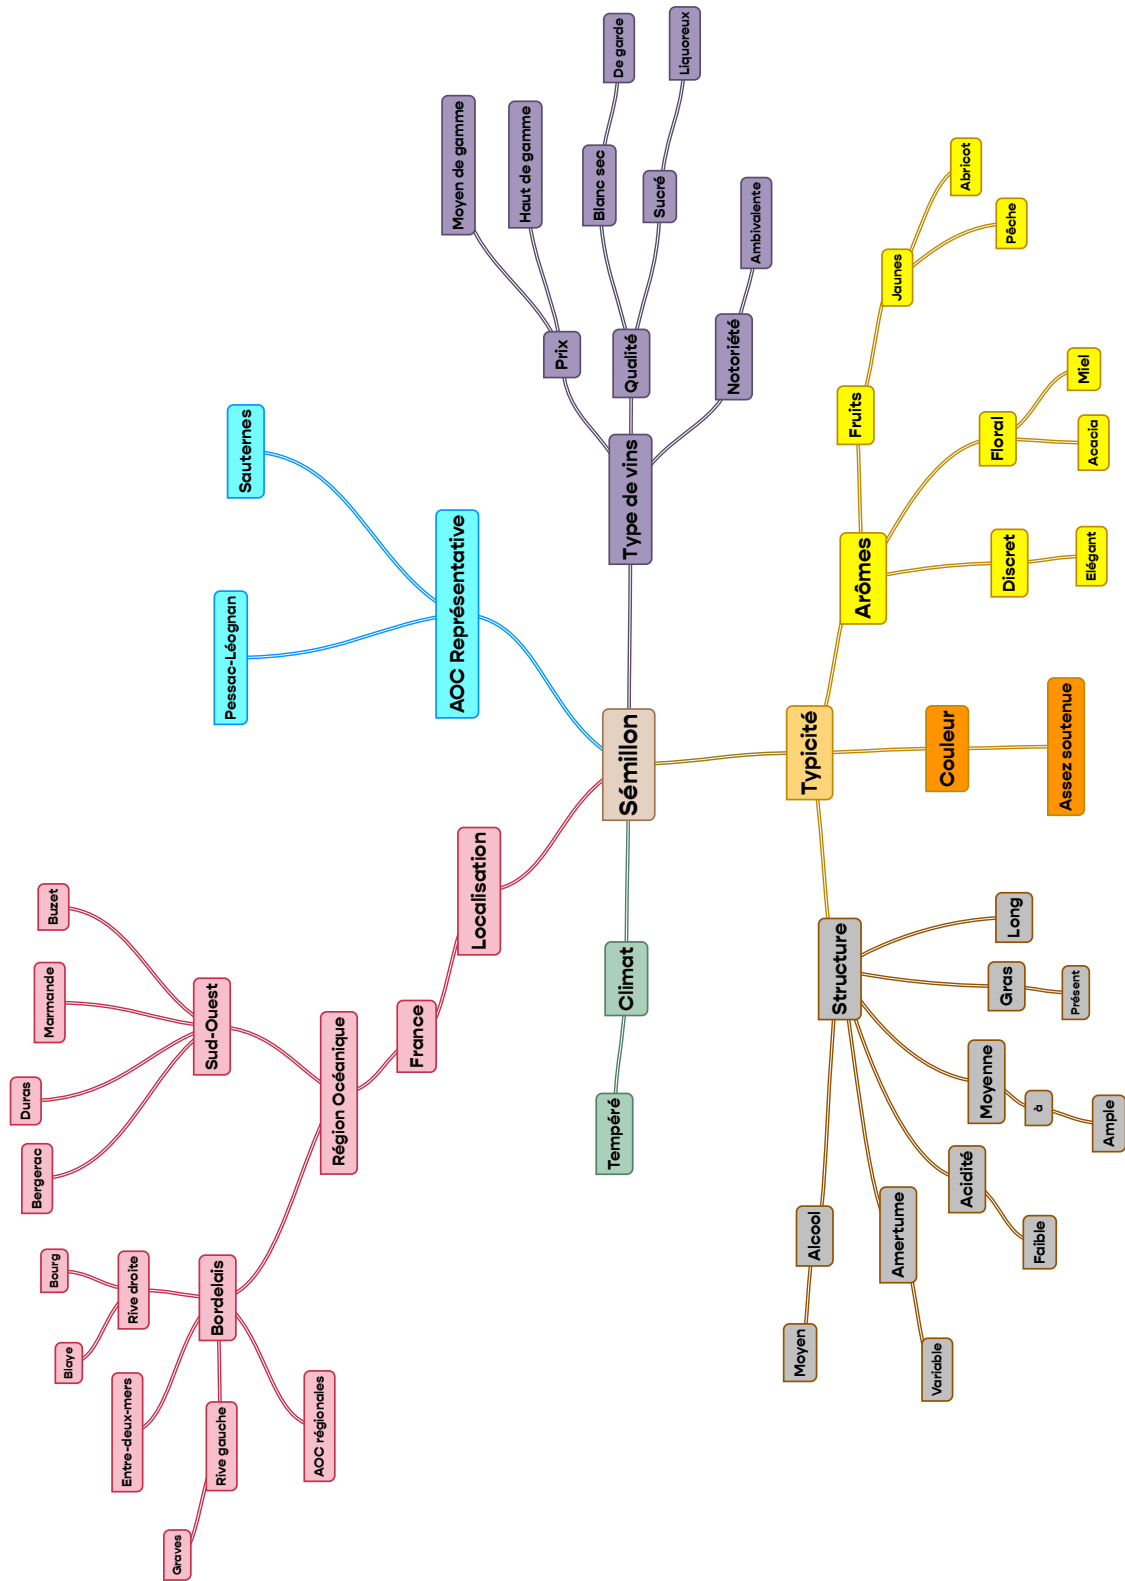 Sémillon
AOC Représentative
Pessac-Léognan
Sauternes
Type de vins
Prix
Moyen de gamme
Haut de gamme
Qualité
Blanc sec
De garde
Sucré
Liquoreux
Notoriété
Ambivalente
Typicité
Arômes
Fruits
Jaunes
Abricot
Pêche
Floral
Miel
Acacia
Discret
Elégant
Couleur
Assez soutenue
Structure
Long
Gras
Présent
Moyenne
à
Ample
Acidité
Faible
Amertume
Variable
Alcool
Moyen
Climat
Tempéré
Localisation
France
Région Océanique
Sud-Ouest
Buzet
Marmande
Duras
Bergerac
Bordelais
Rive droite
Bourg
Blaye
Entre-deux-mers
Rive gauche
Graves
AOC régionales